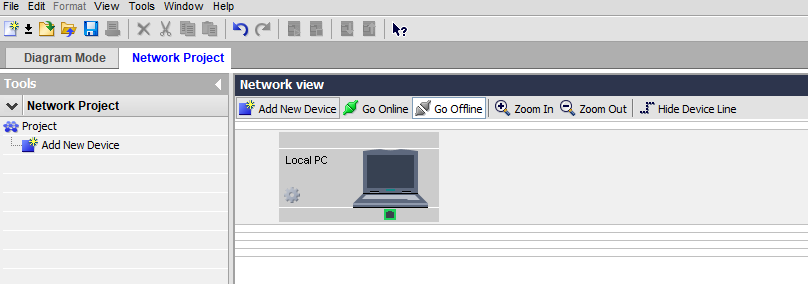 File Edit Format View Tools Window Help
Diagram Mode Network Project
Tools
Network view
Network Project
Add New Device Go Online Go Offline Zoom In Zoom Out Hide Device Line
Project
Add New Device
Local PC